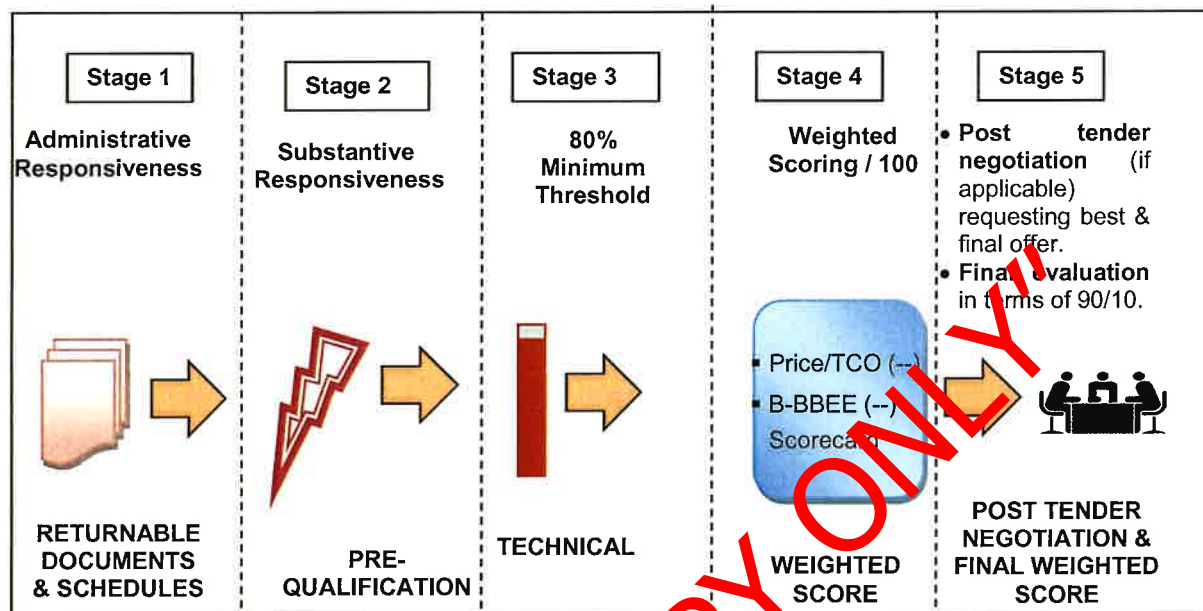 Stage 1
Administrative
Responsiveness
RETURNABLE
DOCUMENTS
& SCHEDULES
Stage 2
Substantive
Responsiveness
PRE-
QUALIFICATION
Stage 3
80%
Minimum
Threshold
TECHNICAL
Stage 4
Weighted
Scoring / 100
▪ Price/TCO (--)
▪ B-BBEE (--)
Scorecard
WEIGHTED
SCORE
Stage 5
• Post tender
negotiation (if
applicable)
requesting best &
final offer.
• Final evaluation
in terms of 90/10.
POST TENDER
NEGOTIATION &
FINAL WEIGHTED
SCORE
ONLY"